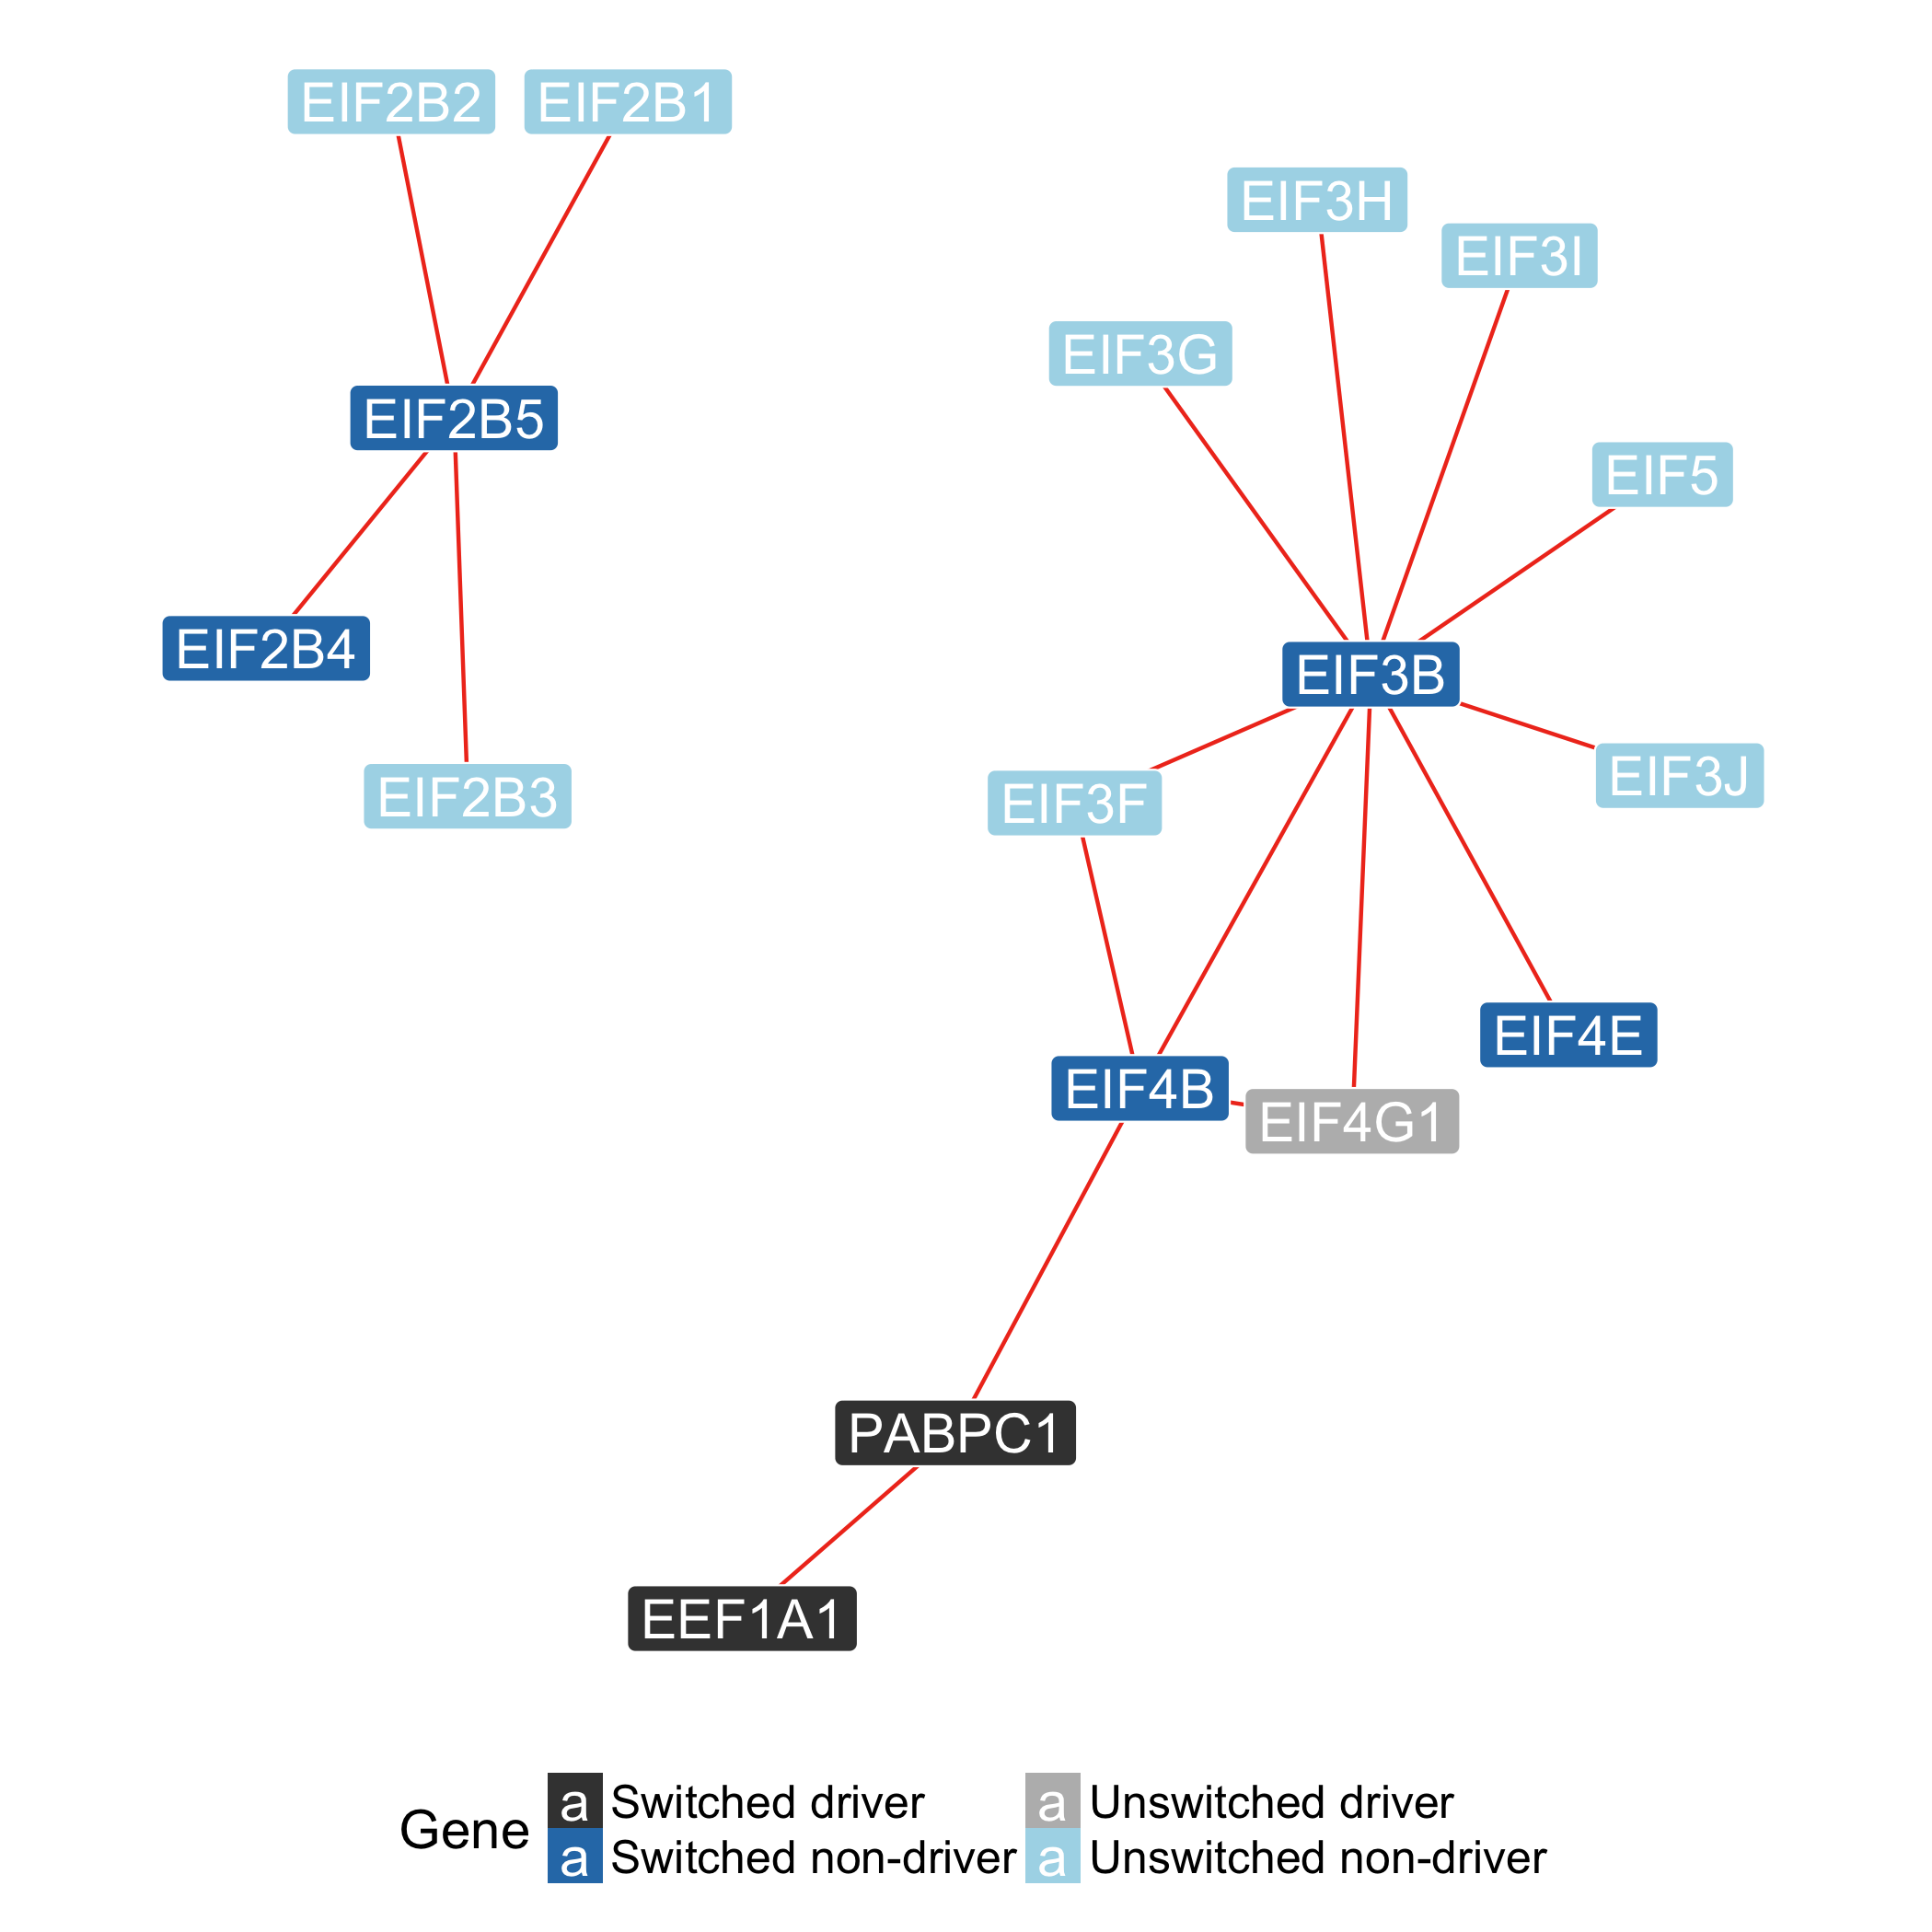 EIF2B2 EIF2B1
EIF3H
EIF3I
EIF3G
EIF2B5
EIF5
EIF2B4
EIF3B
EIF3J
EIF2B3
EIF3F
EIF4E
EIF4B
EIF4G1
PABPC1
EEF1A1
Gene
a Switched driver
a Unswitched driver
a Switched non-driver
a Unswitched non-driver